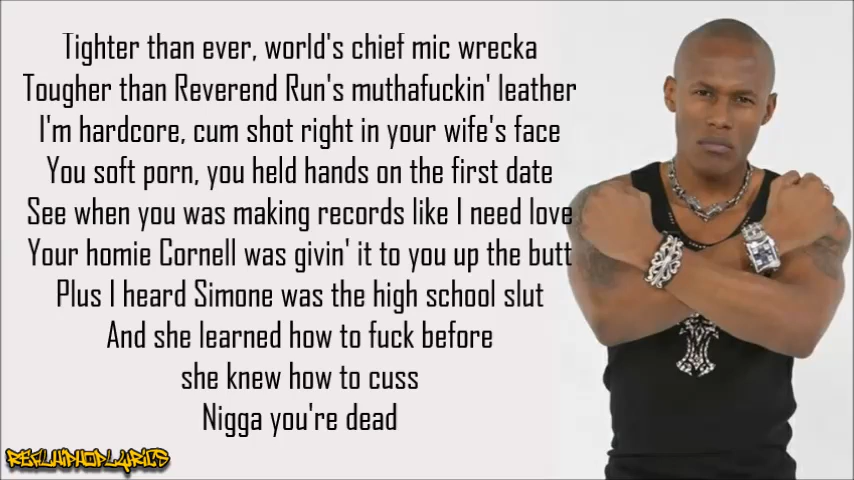 Tighter than ever, world's chief mic wrecka
Tougher than Reverend Run's muthafuckin' leather
I'm hardcore, cum shot right in your wife's face
You soft porn, you held hands on the first date
See when you was making records like I need love
Your homie Cornell was givin' it to you up the butt
Plus I heard Simone was the high school slut
And she learned how to fuck before
she knew how to cuss
Nigga you're dead
REALHIPHOPLYRICS